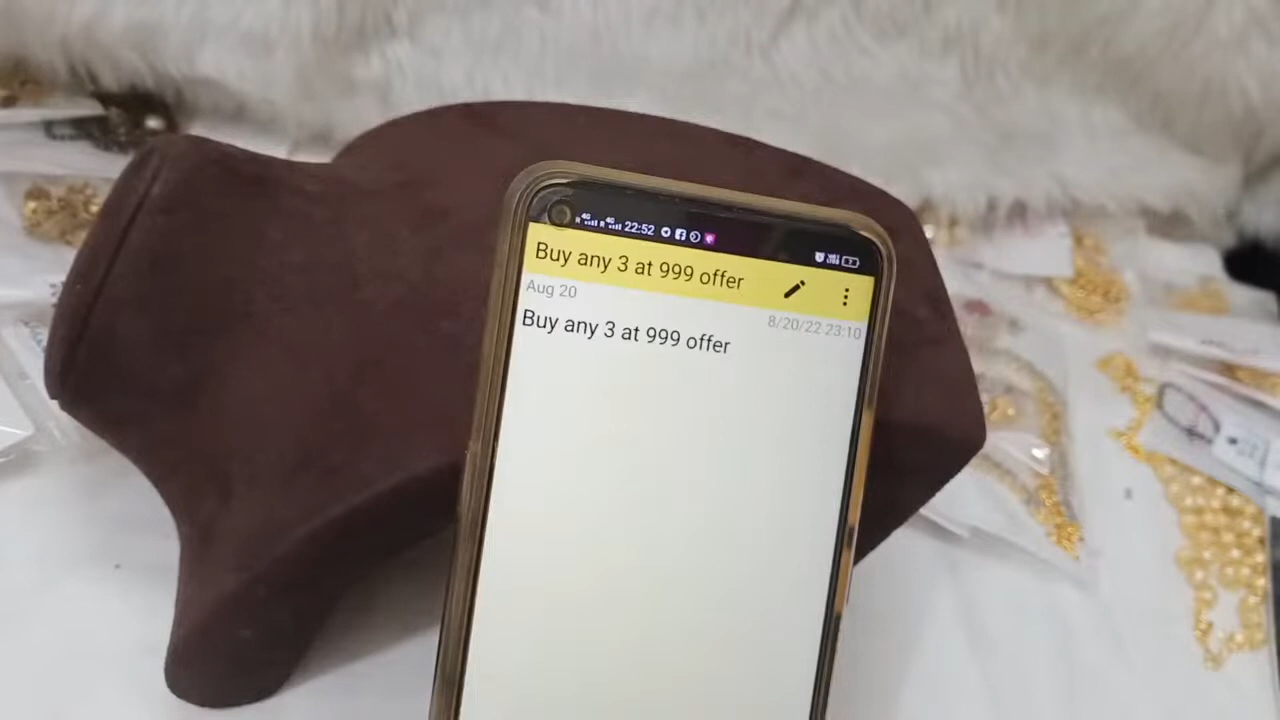 22:52
Buy any 3 at 999 offer
Aug 20
8/20/22 23:10
Buy any 3 at 999 offer